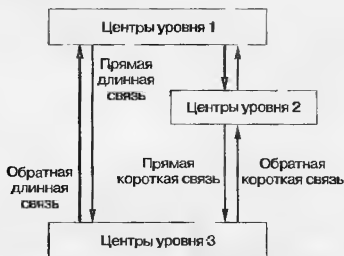 Центры уровня 1
Прямая
длинная
связь
Центры уровня 2
Обратная
длинная
связь
Прямая
короткая связь
Обратная
короткая связь
Центры уровня 3